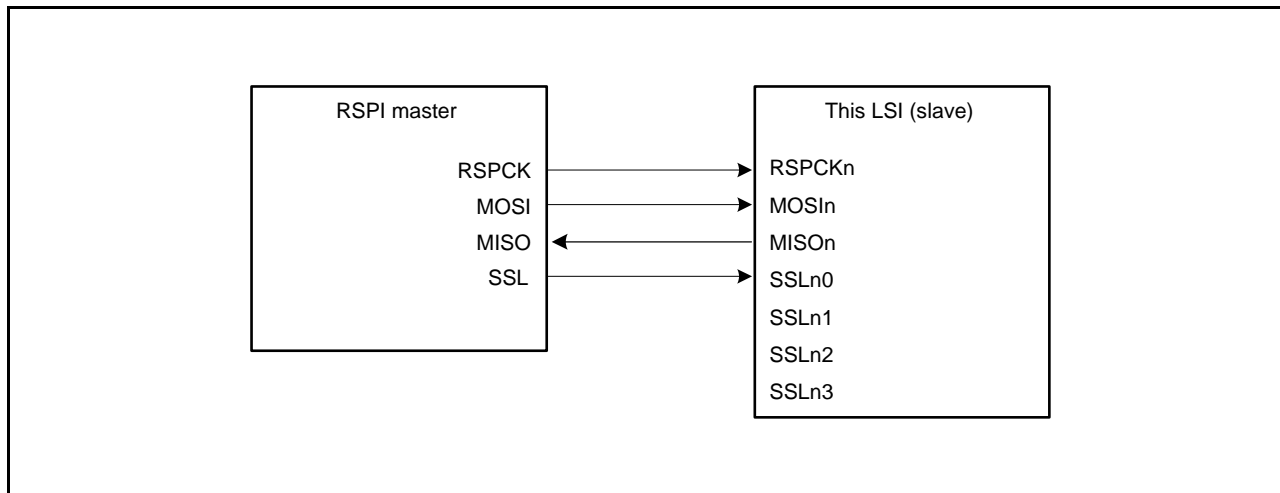 RSPI master
RSPCK
MOSI
MISO
SSL
This LSI (slave)
RSPCKn
MOSIn
MISOn
SSLn0
SSLn1
SSLn2
SSLn3